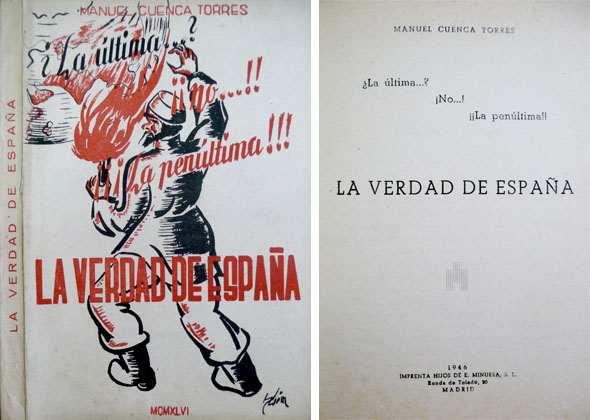 LA VERDAD DE ESPAÑA
MANUEL CUENCA TORRES
¿La última...?
¡¡no...!!
¡¡¡La penúltima!!!
LA VERDAD DE ESPAÑA
MCMXLVI
MANUEL CUENCA TORRES
¿La última...?
¡No...!
¡¡La penúltima!!
LA VERDAD DE ESPAÑA
1946
IMPRENTA HIJOS DE E. MINUESA, S. L.
Ronda de Toledo, 20
MADRID